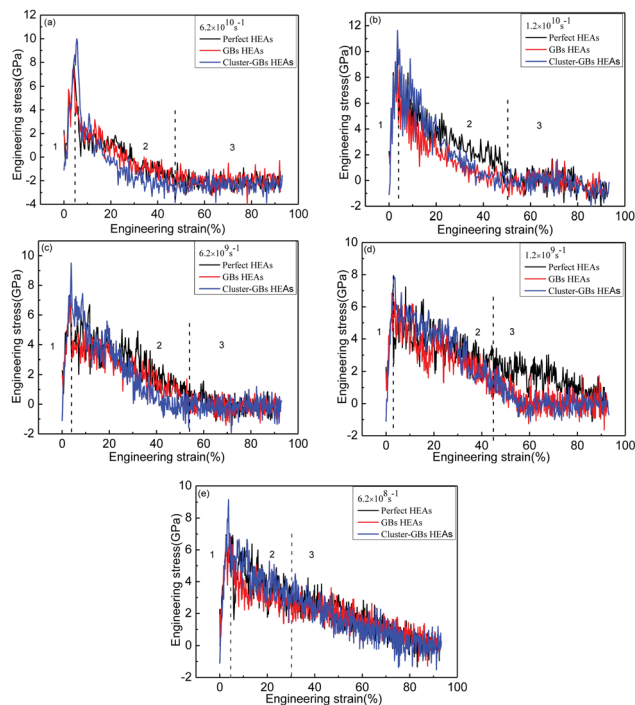 (a)
6.2×10¹⁰s⁻¹
Perfect HEAs
GBs HEAs
Cluster-GBs HEAs
1
2
3
12
10
8
6
4
2
0
-2
-4
0 20 40 60 80 100
Engineering stress(GPa)
Engineering strain(%)
(b)
1.2×10¹⁰s⁻¹
Perfect HEAs
GBs HEAs
Cluster-GBs HEAs
1
2
3
12
10
8
6
4
2
0
-2
0 20 40 60 80 100
Engineering stress(GPa)
Engineering strain(%)
(c)
6.2×10⁹s⁻¹
Perfect HEAs
GBs HEAs
Cluster-GBs HEAs
1
2
3
10
8
6
4
2
0
-2
0 20 40 60 80 100
Engineering stress(GPa)
Engineering strain(%)
(d)
1.2×10⁹s⁻¹
Perfect HEAs
GBs HEAs
Cluster-GBs HEAs
1
2
3
10
8
6
4
2
0
-2
0 20 40 60 80 100
Engineering stress(GPa)
Engineering strain(%)
(e)
6.2×10⁸s⁻¹
Perfect HEAs
GBs HEAs
Cluster-GBs HEAs
1
2
3
10
8
6
4
2
0
-2
0 20 40 60 80 100
Engineering stress(GPa)
Engineering strain(%)